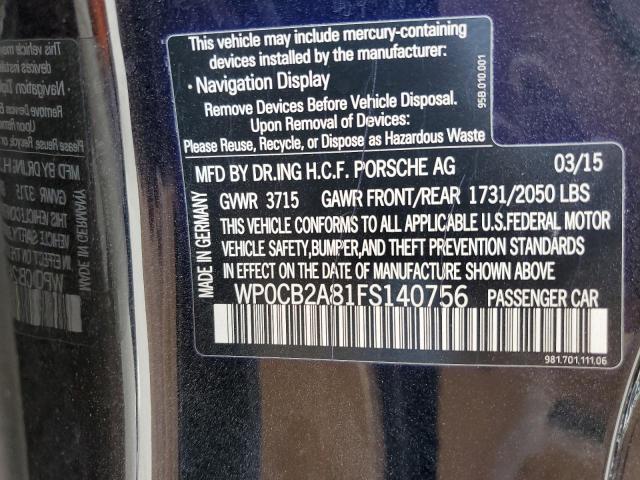 This vehicle may include mercury-containing
devices installed by the manufacturer:
• Navigation Display
Remove Devices Before Vehicle Disposal.
Upon Removal of Devices:
Please Reuse, Recycle, or Dispose as Hazardous Waste
95B.010.001
MFD BY DR.ING H.C.F. PORSCHE AG 03/15
GVWR 3715 GAWR FRONT/REAR 1731/2050 LBS
THIS VEHICLE CONFORMS TO ALL APPLICABLE U.S.FEDERAL MOTOR
VEHICLE SAFETY,BUMPER,AND THEFT PREVENTION STANDARDS
IN EFFECT ON THE DATE OF MANUFACTURE SHOWN ABOVE
MADE IN GERMANY
WP0CB2A81FS140756 PASSENGER CAR
981.701.111.06